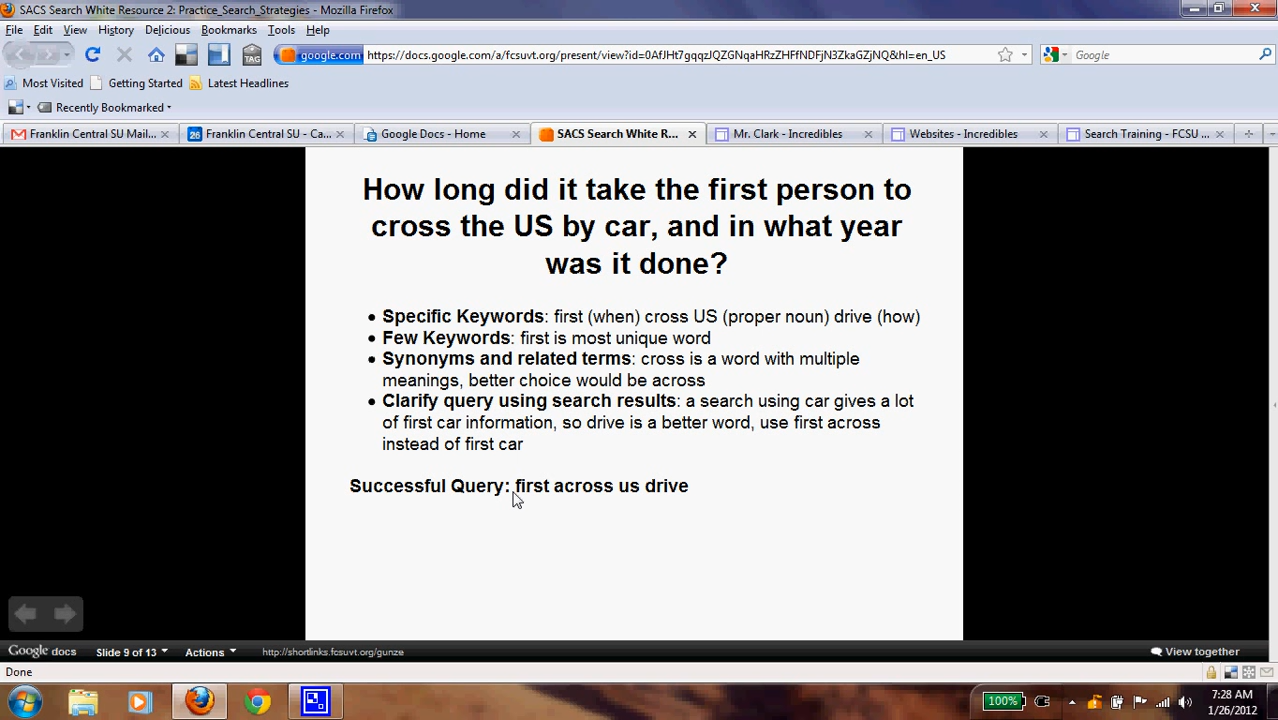 SACS Search White Resource 2: Practice_Search_Strategies - Mozilla Firefox
File Edit View History Delicious Bookmarks Tools Help
TAG google.com https://docs.google.com/a/fcsuvt.org/present/view?id=0AfJHt7gqqzJQZGNqaHRzZHFfNDFjN3ZkaGZjNQ&hl=en_US Google
Most Visited Getting Started Latest Headlines
Recently Bookmarked
Franklin Central SU Mail... 26 Franklin Central SU - Ca... Google Docs - Home SACS Search White R... Mr. Clark - Incredibles Websites - Incredibles Search Training - FCSU ...
How long did it take the first person to
cross the US by car, and in what year
was it done?
• Specific Keywords: first (when) cross US (proper noun) drive (how)
• Few Keywords: first is most unique word
• Synonyms and related terms: cross is a word with multiple
meanings, better choice would be across
• Clarify query using search results: a search using car gives a lot
of first car information, so drive is a better word, use first across
instead of first car
Successful Query: first across us drive
Google docs Slide 9 of 13 Actions http://shortlinks.fcsuvt.org/gunze View together
Done
100% 7:28 AM
1/26/2012